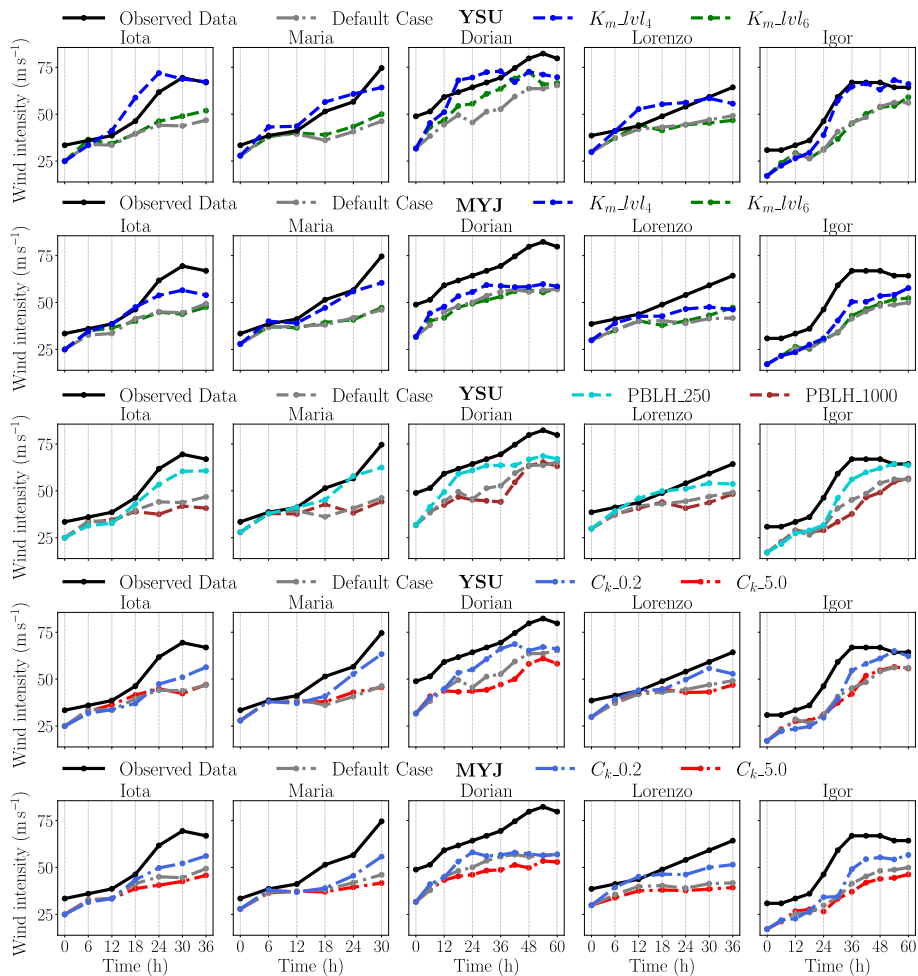 Observed Data Default Case YSU K_m_lvl_4 K_m_lvl_6
Iota Maria Dorian Lorenzo Igor
Wind intensity (m s⁻¹)
75
50
25
Observed Data Default Case MYJ K_m_lvl_4 K_m_lvl_6
Iota Maria Dorian Lorenzo Igor
Wind intensity (m s⁻¹)
75
50
25
Observed Data Default Case YSU PBLH_250 PBLH_1000
Iota Maria Dorian Lorenzo Igor
Wind intensity (m s⁻¹)
75
50
25
Observed Data Default Case YSU C_k_0.2 C_k_5.0
Iota Maria Dorian Lorenzo Igor
Wind intensity (m s⁻¹)
75
50
25
Observed Data Default Case MYJ C_k_0.2 C_k_5.0
Iota Maria Dorian Lorenzo Igor
Wind intensity (m s⁻¹)
75
50
25
0 6 12 18 24 30 36 0 6 12 18 24 30 0 12 24 36 48 60 0 6 12 18 24 30 36 0 12 24 36 48 60
Time (h) Time (h) Time (h) Time (h) Time (h)